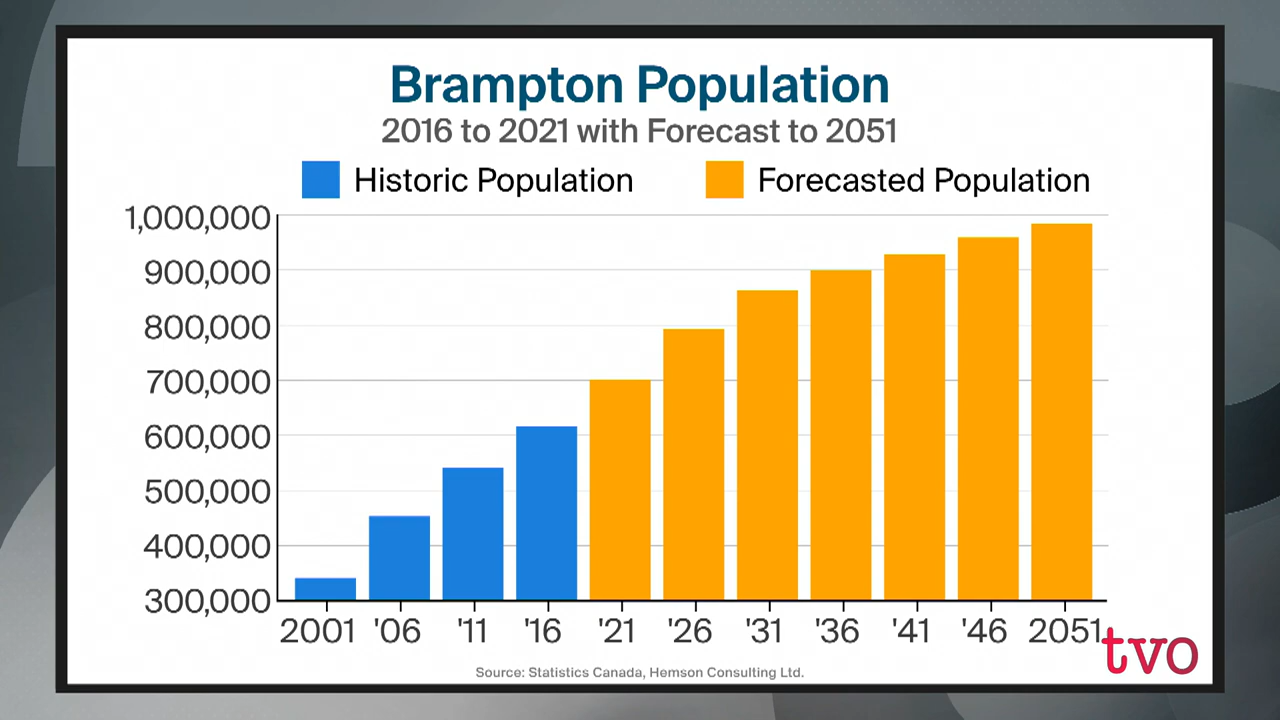 Brampton Population
2016 to 2021 with Forecast to 2051
Historic Population
Forecasted Population
1,000,000
900,000
800,000
700,000
600,000
500,000
400,000
300,000
2001 '06 '11 '16 '21 '26 '31 '36 '41 '46 2051
tvo
Source: Statistics Canada, Hemson Consulting Ltd.